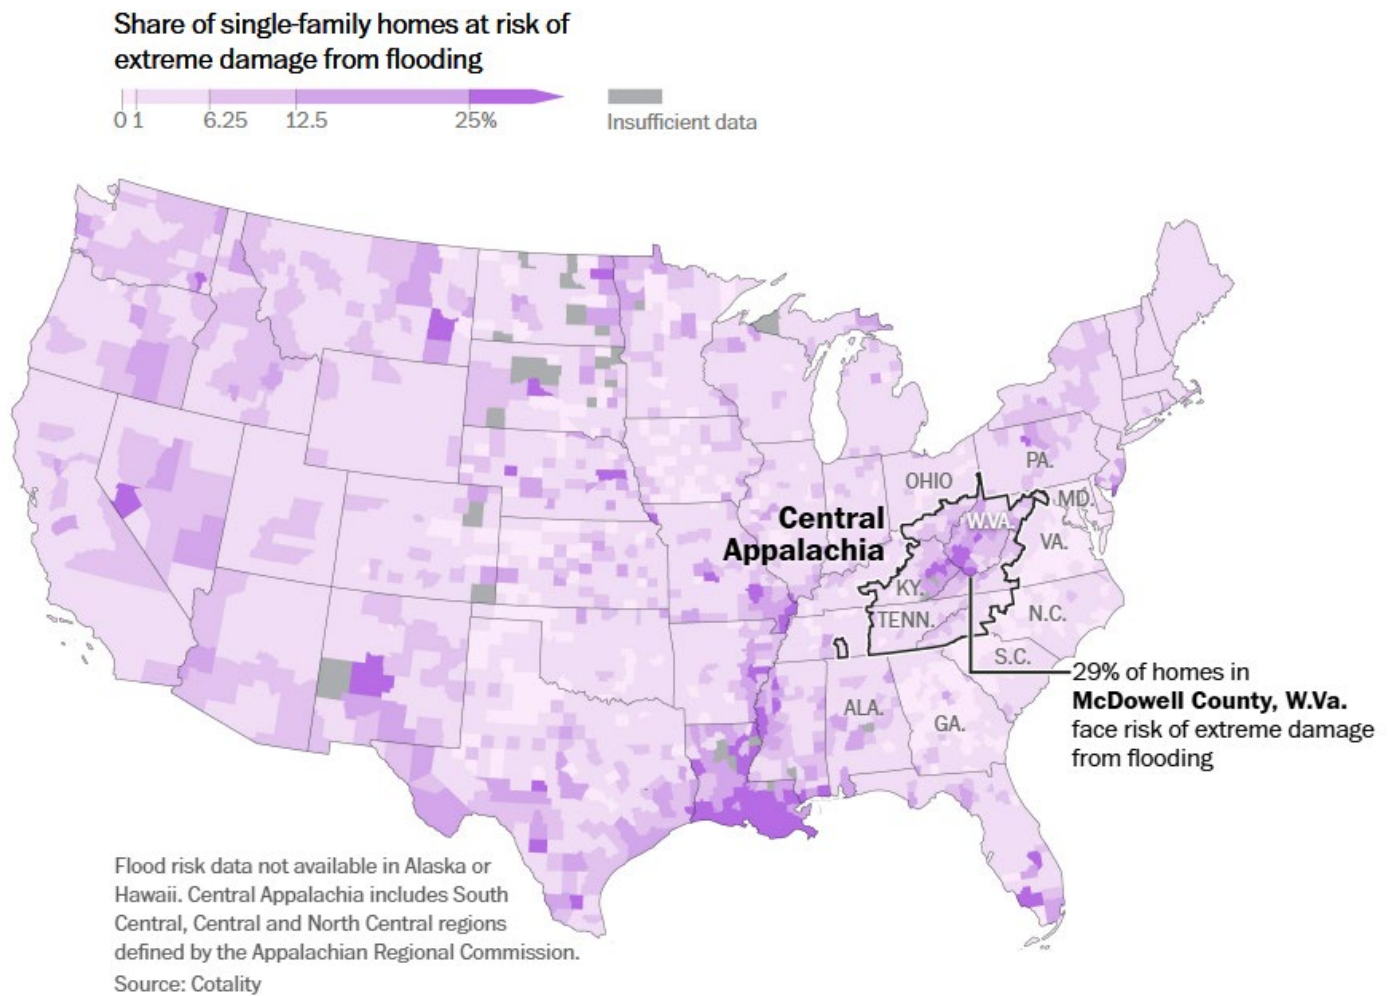 Share of single-family homes at risk of
extreme damage from flooding
0 1 6.25 12.5 25%
Insufficient data
OHIO
PA.
MD.
W.VA.
VA.
Central
Appalachia
KY.
TENN.
N.C.
S.C.
ALA.
GA.
29% of homes in
McDowell County, W.Va.
face risk of extreme damage
from flooding
Flood risk data not available in Alaska or
Hawaii. Central Appalachia includes South
Central, Central and North Central regions
defined by the Appalachian Regional Commission.
Source: Cotality